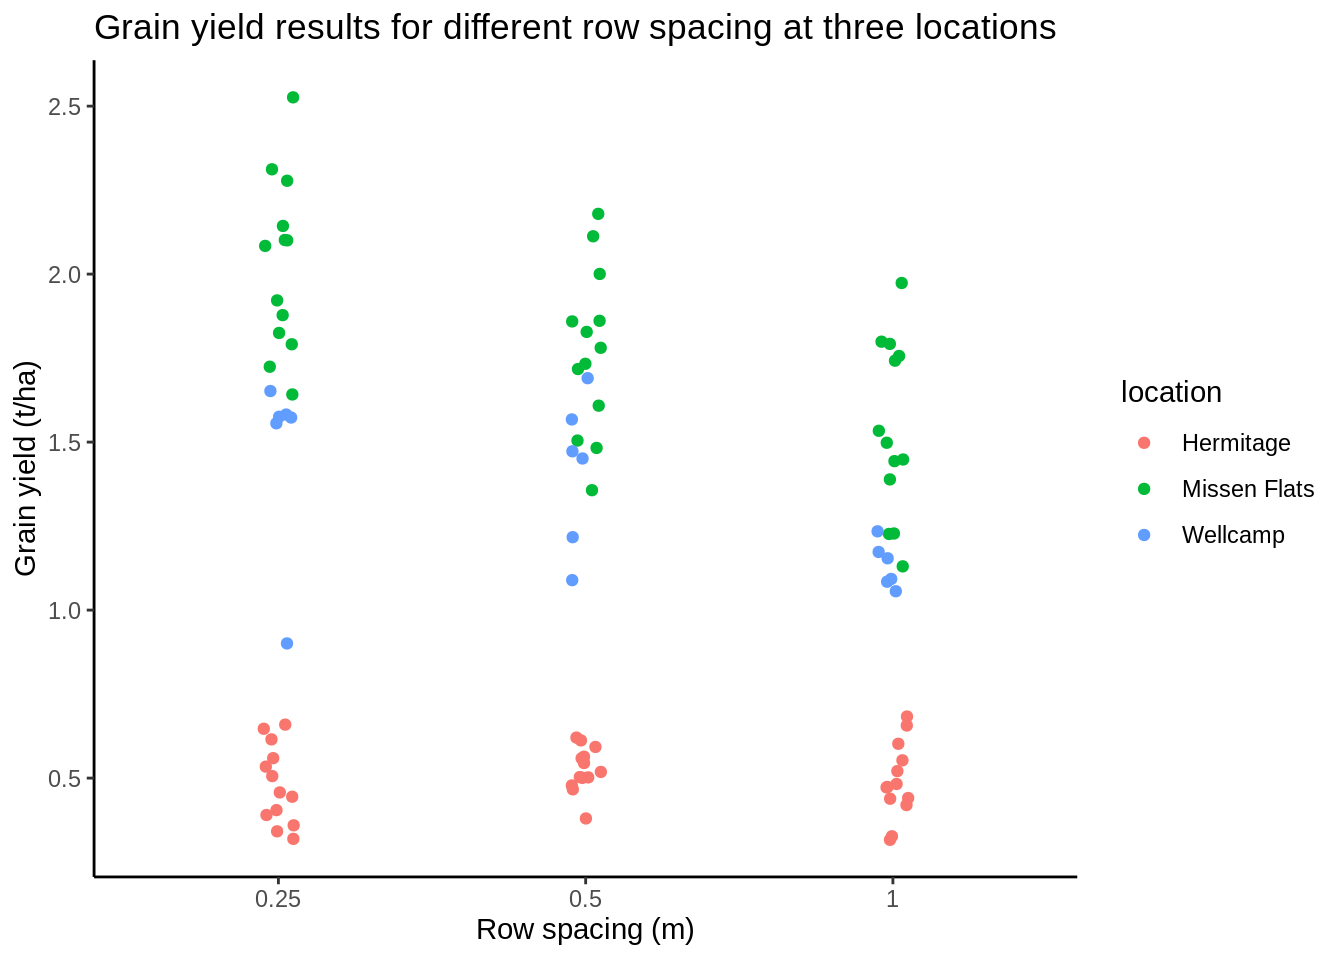 Grain yield results for different row spacing at three locations
2.5
2.0
1.5
1.0
0.5
Grain yield (t/ha)
0.25 0.5 1
Row spacing (m)
location
Hermitage
Missen Flats
Wellcamp